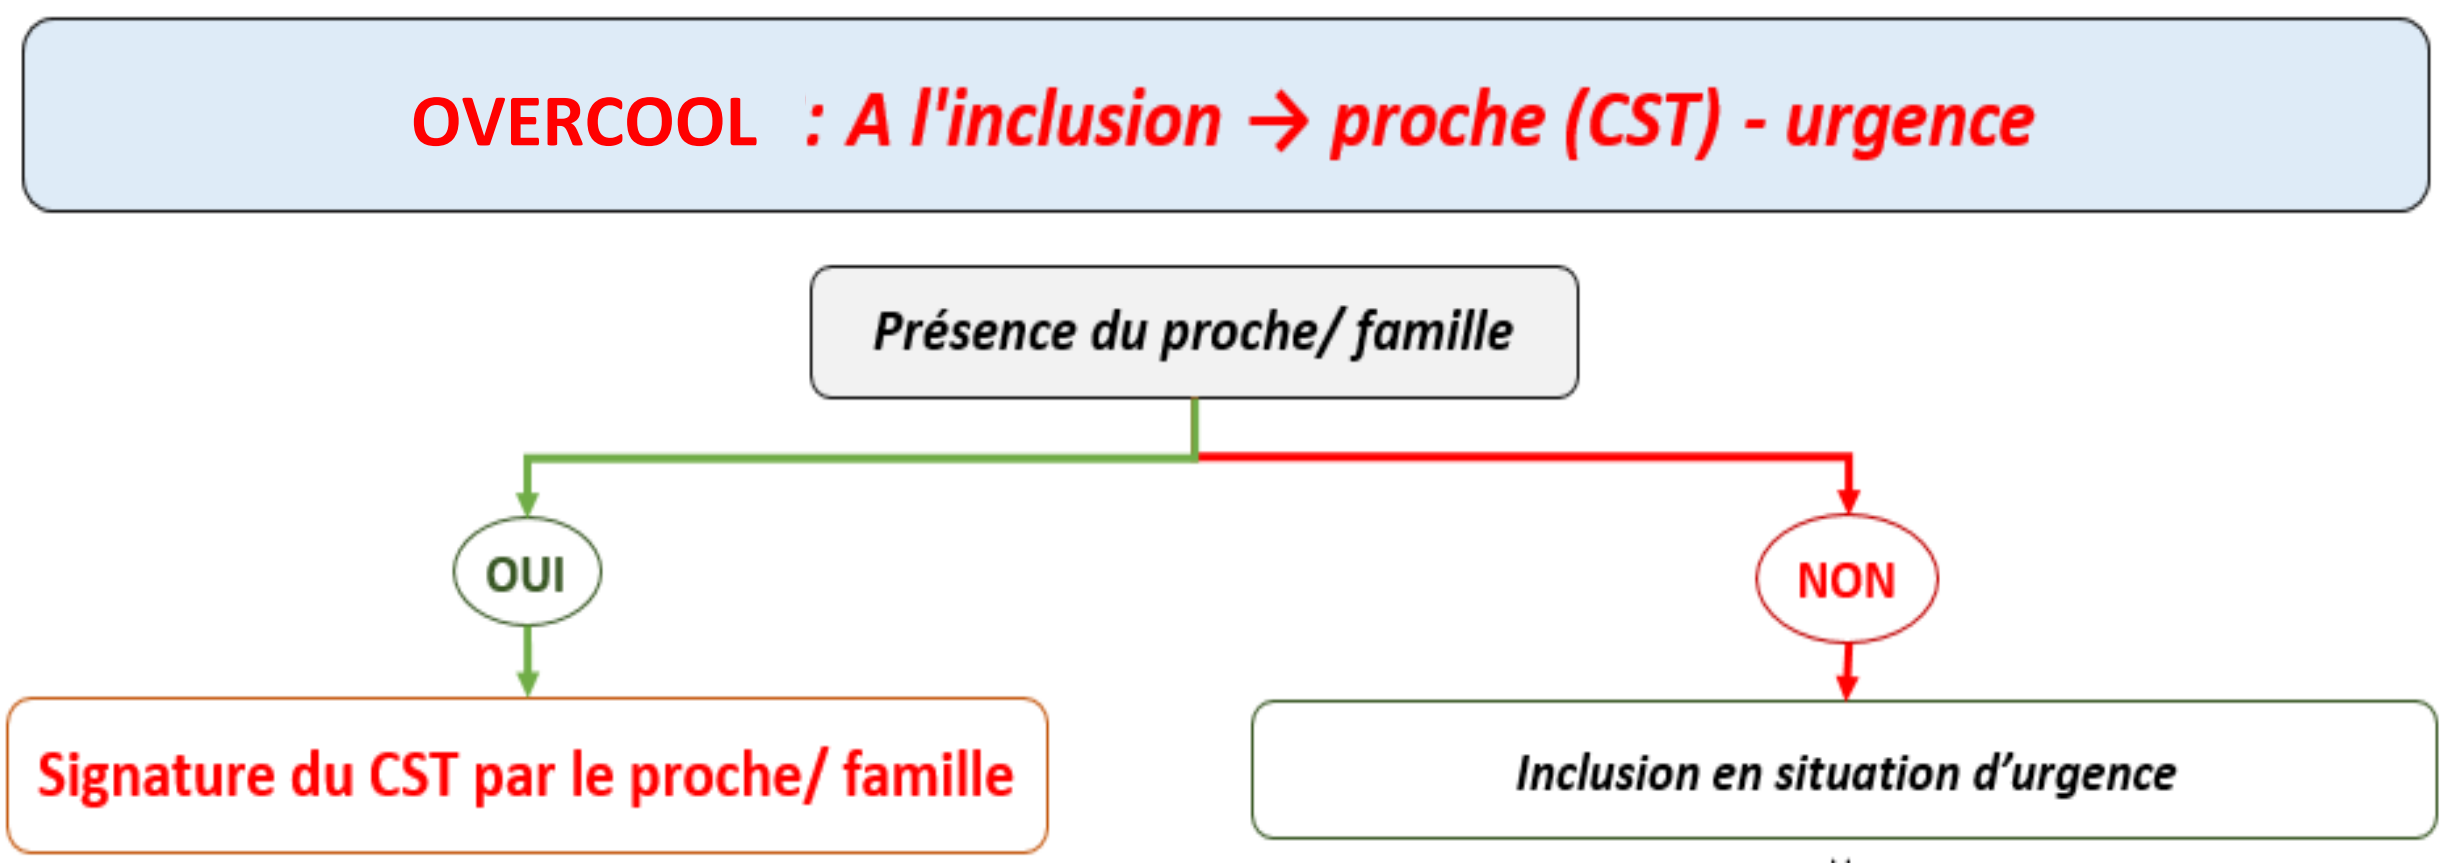 OVERCOOL : A l'inclusion → proche (CST) - urgence
Présence du proche/ famille
OUI
NON
Signature du CST par le proche/ famille
Inclusion en situation d’urgence